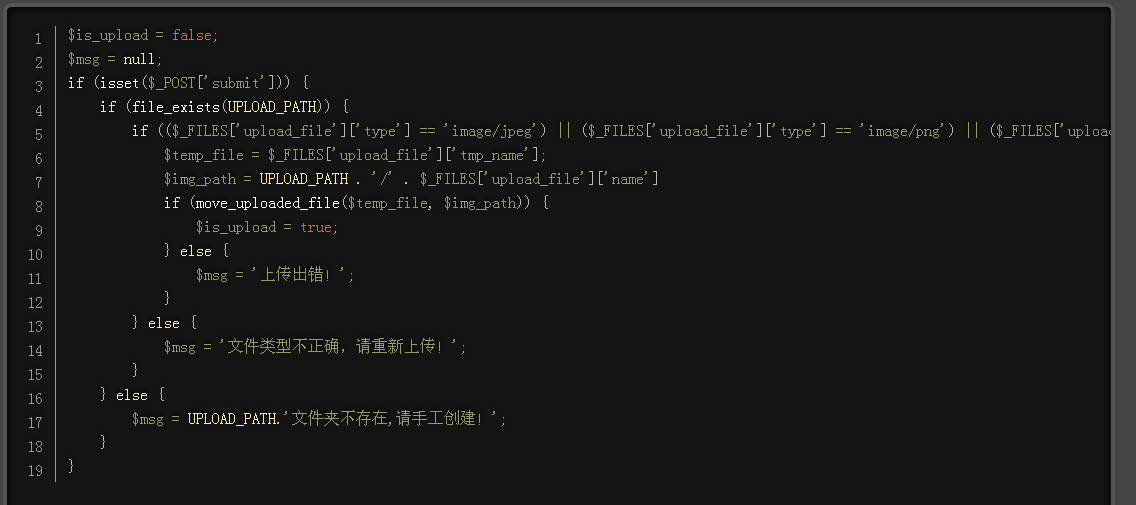 1 $is_upload = false;
2 $msg = null;
3 if (isset($_POST['submit'])) {
4 if (file_exists(UPLOAD_PATH)) {
5 if (($_FILES['upload_file']['type'] == 'image/jpeg') || ($_FILES['upload_file']['type'] == 'image/png') || ($_FILES['uploa
6 $temp_file = $_FILES['upload_file']['tmp_name'];
7 $img_path = UPLOAD_PATH . '/' . $_FILES['upload_file']['name']
8 if (move_uploaded_file($temp_file, $img_path)) {
9 $is_upload = true;
10 } else {
11 $msg = '上传出错！';
12 }
13 } else {
14 $msg = '文件类型不正确，请重新上传！';
15 }
16 } else {
17 $msg = UPLOAD_PATH.'文件夹不存在,请手工创建！';
18 }
19 }